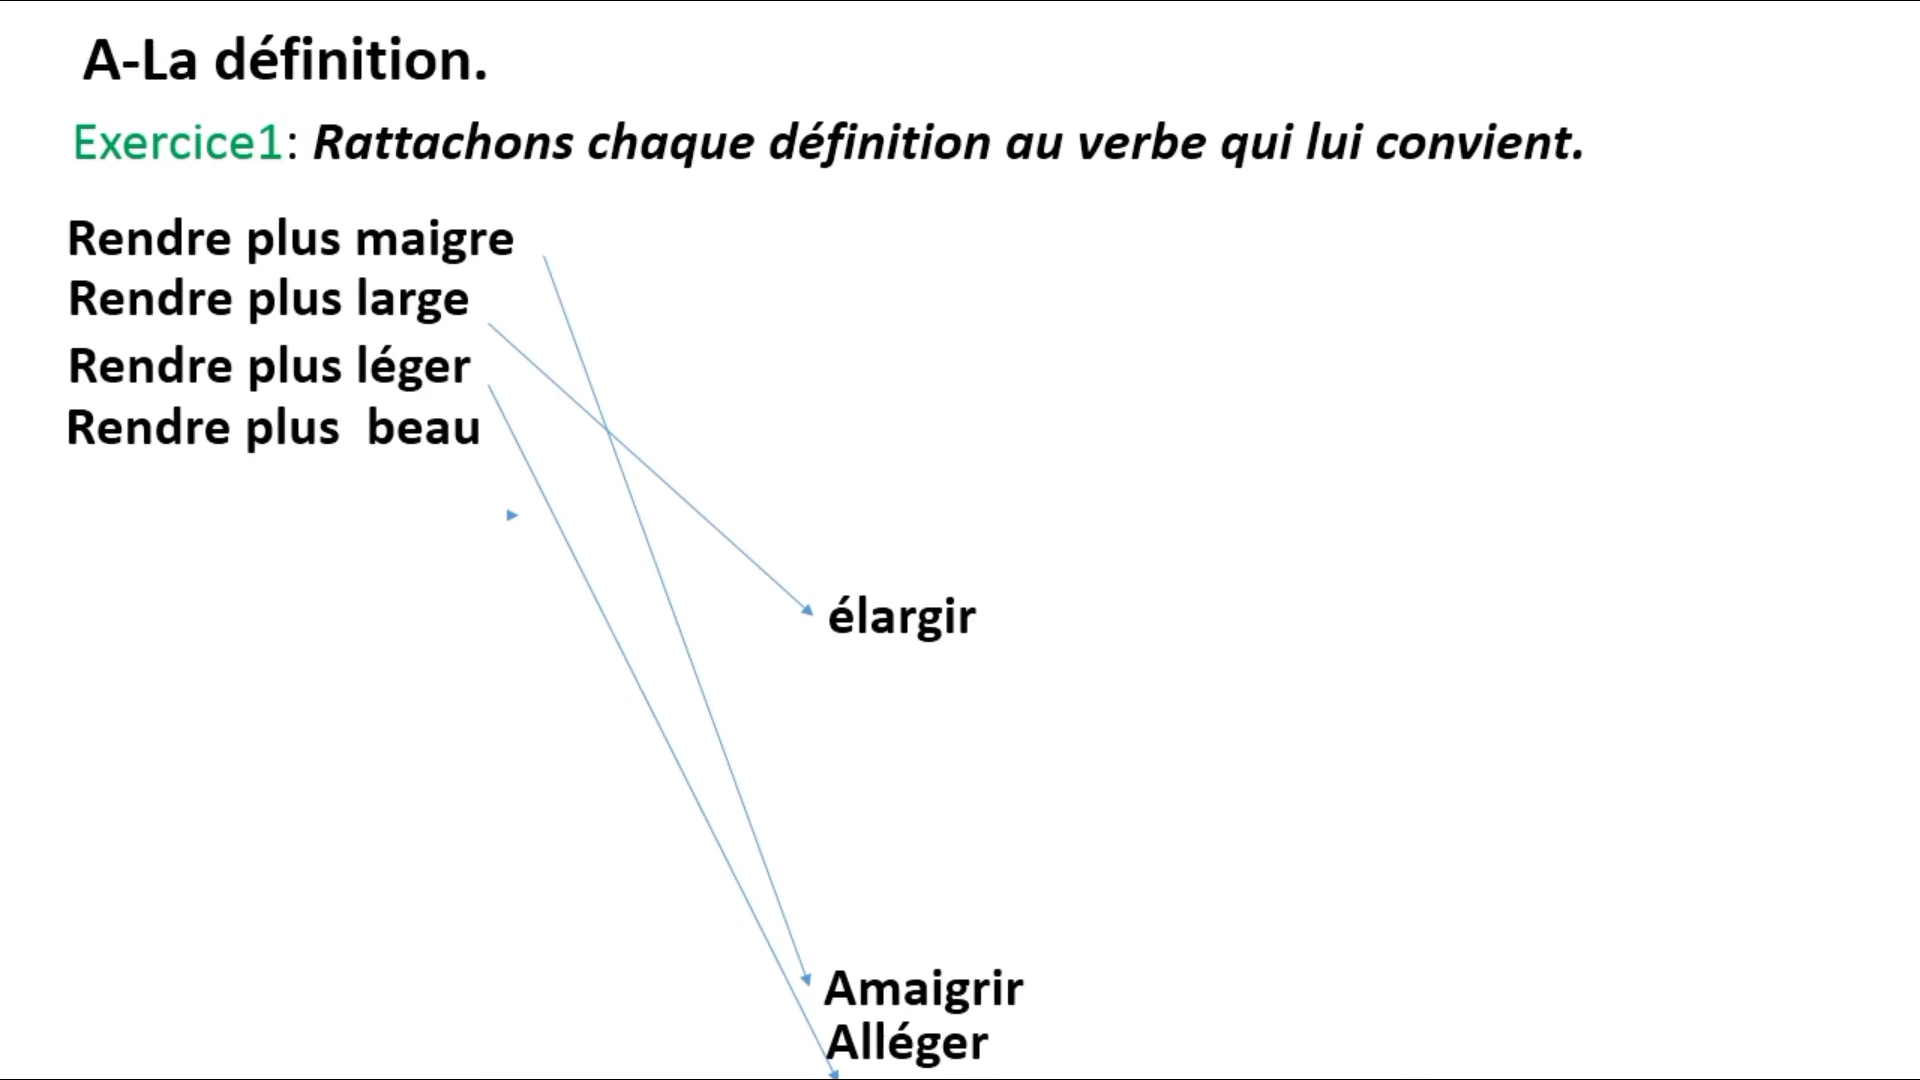 A-La définition.
Exercice1: Rattachons chaque définition au verbe qui lui convient.
Rendre plus maigre
Rendre plus large
Rendre plus léger
Rendre plus  beau
élargir
Amaigrir
Alléger